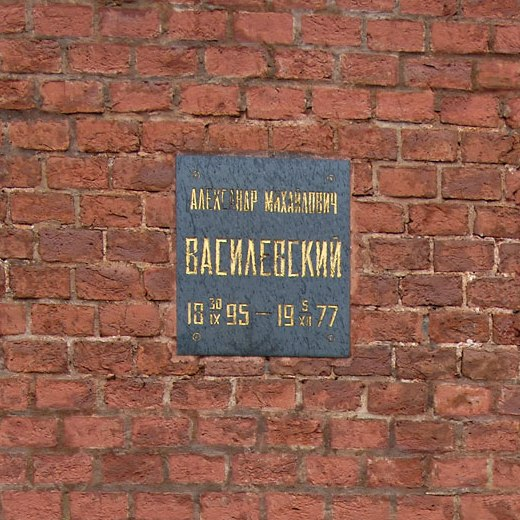 АЛЕКСАНДР МИХАЙЛОВИЧ
ВАСИЛЕВСКИЙ
18 30/IX 95 — 19 5/XII 77